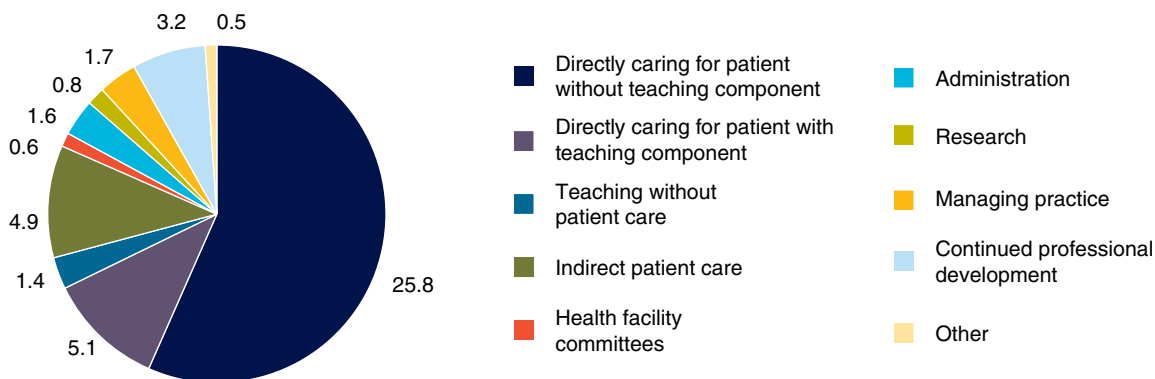 3.2
0.5
1.7
0.8
1.6
0.6
4.9
1.4
5.1
25.8
Directly caring for patient
without teaching component
Directly caring for patient with
teaching component
Teaching without
patient care
Indirect patient care
Health facility
committees
Administration
Research
Managing practice
Continued professional
development
Other